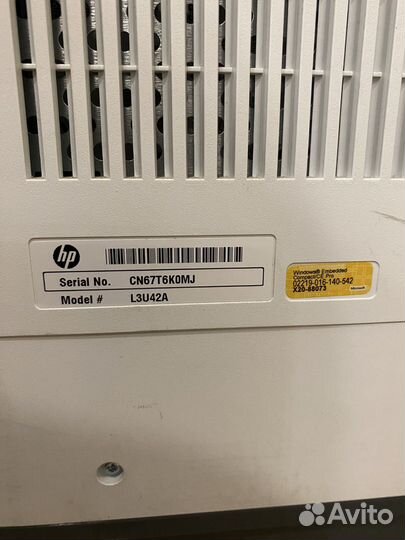 hp
Serial No. CN67T6K0MJ
Model # L3U42A
Windows® Embedded
Compact/CE Pro
02219-016-140-542
X20-88073
Microsoft
Avito